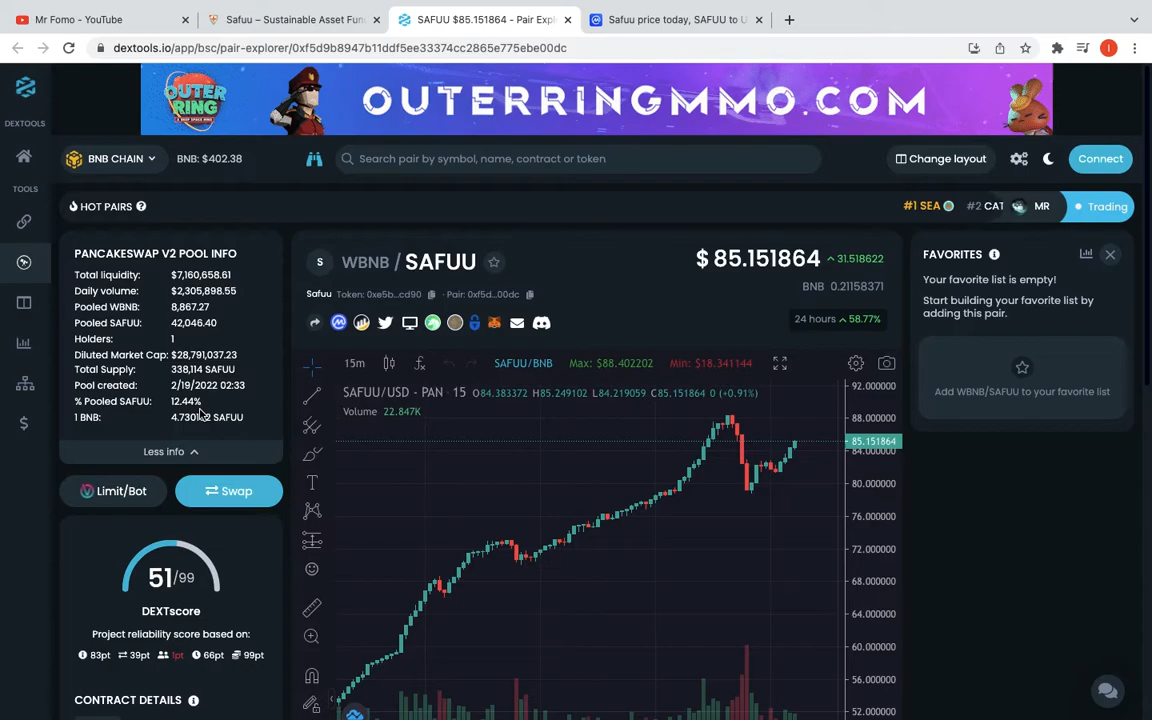 Mr Fomo - YouTube
Safuu – Sustainable Asset Fun
SAFUU $85.151864 - Pair Expl
Safuu price today, SAFUU to U
dextools.io/app/bsc/pair-explorer/0xf5d9b8947b11ddf5ee33374cc2865e775ebe00dc
I
OUTER RING
OUTERRINGMMO.COM
DEXTOOLS
BNB CHAIN
BNB: $402.38
Search pair by symbol, name, contract or token
Change layout
Connect
TOOLS
HOT PAIRS
#1 SEA
#2 CAT
MR
Trading
PANCAKESWAP V2 POOL INFO
Total liquidity: $7,160,658.61
Daily volume: $2,305,898.55
Pooled WBNB: 8,867.27
Pooled SAFUU: 42,046.40
Holders: 1
Diluted Market Cap: $28,791,037.23
Total Supply: 338,114 SAFUU
Pool created: 2/19/2022 02:33
% Pooled SAFUU: 12.44%
1 BNB: SAFUU
Less info
Limit/Bot
Swap
51/99
DEXTscore
Project reliability score based on:
83pt 39pt 1pt 66pt 99pt
CONTRACT DETAILS
S
WBNB / SAFUU
$ 85.151864
31.518622
BNB 0.21158371
Safuu Token: 0xe5b...cd90 · Pair: 0xf5d...00dc
24 hours 58.77%
15m
SAFUU/BNB
Max: $88.402202
Min: $18.341144
SAFUU/USD - PAN · 15 O84.383372 H85.249102 L84.219059 C85.151864 0 (+0.91%)
Volume 22.847K
92.000000
88.000000
85.151864
84.000000
80.000000
76.000000
72.000000
68.000000
64.000000
60.000000
56.000000
52.000000
FAVORITES
Your favorite list is empty!
Start building your favorite list by
adding this pair.
Add WBNB/SAFUU to your favorite list